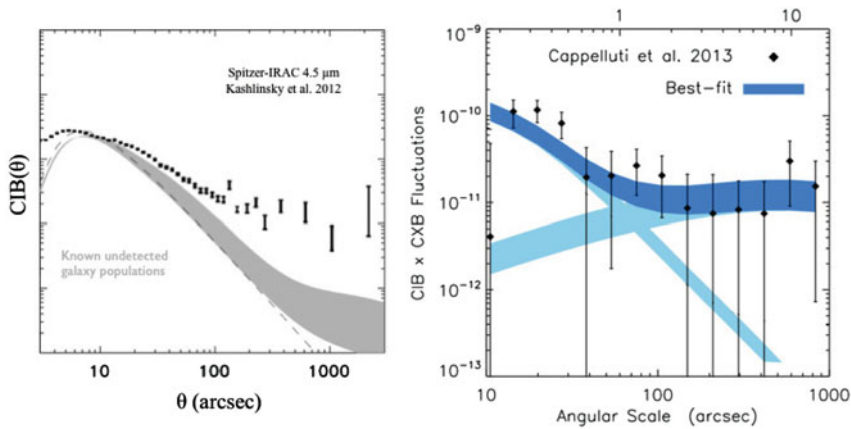 CIB(θ)
Spitzer-IRAC 4.5 μm
Kashlinsky et al. 2012
Known undetected
galaxy populations
10 100 1000
θ (arcsec)
1 10
CIB x CXB Fluctuations
10⁻⁹
10⁻¹⁰
10⁻¹¹
10⁻¹²
10⁻¹³
Cappelluti et al. 2013
Best-fit
10 100 1000
Angular Scale (arcsec)